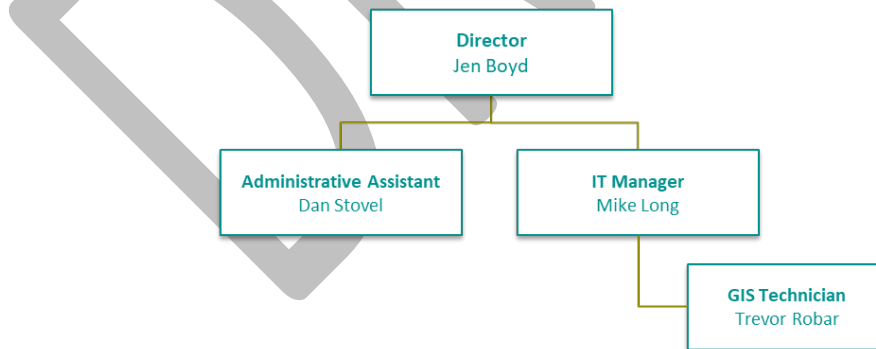 Director
Jen Boyd
Administrative Assistant
Dan Stovel
IT Manager
Mike Long
GIS Technician
Trevor Robar